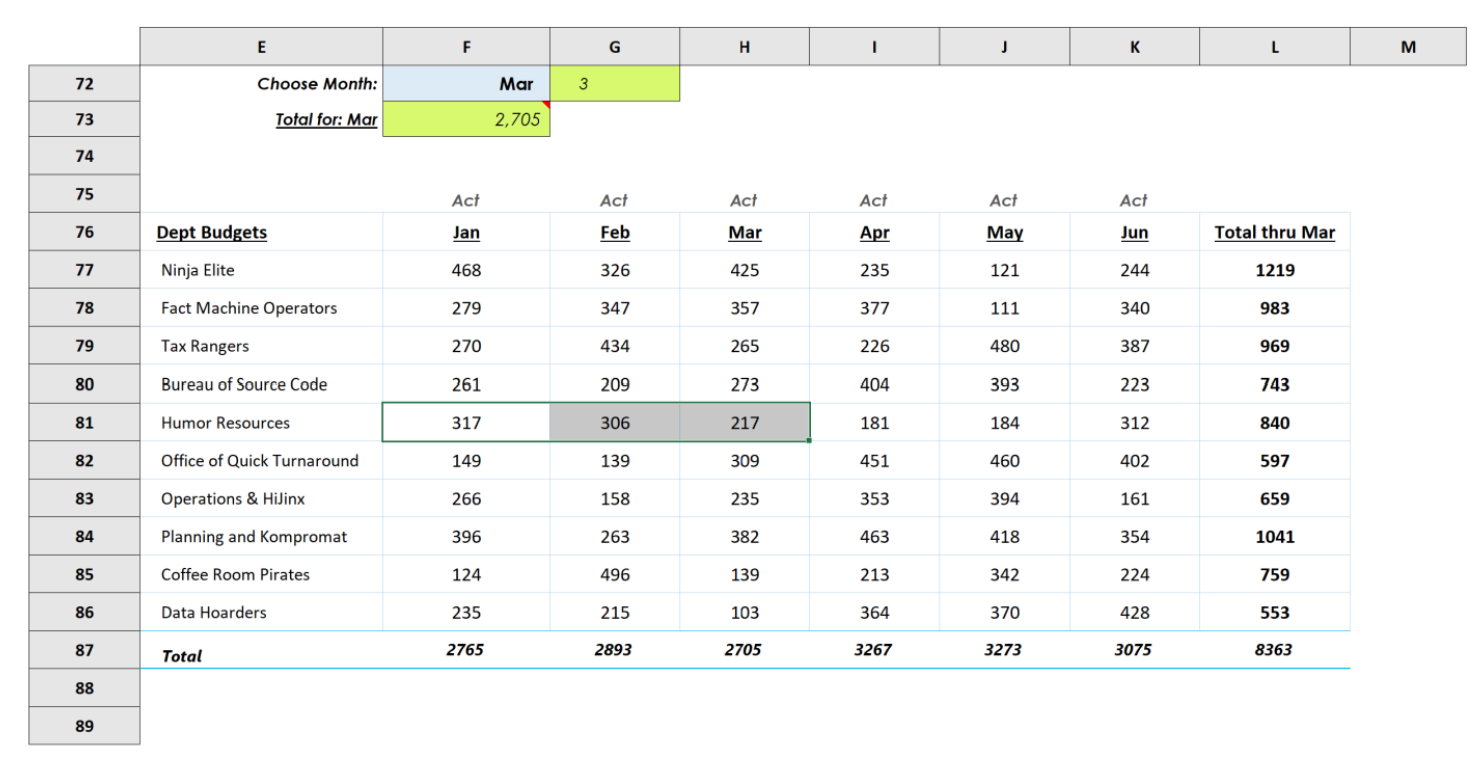 E F G H I J K L M
72 Choose Month: Mar 3
73 Total for: Mar 2,705
74
75 Act Act Act Act Act Act
76 Dept Budgets Jan Feb Mar Apr May Jun Total thru Mar
77 Ninja Elite 468 326 425 235 121 244 1219
78 Fact Machine Operators 279 347 357 377 111 340 983
79 Tax Rangers 270 434 265 226 480 387 969
80 Bureau of Source Code 261 209 273 404 393 223 743
81 Humor Resources 317 306 217 181 184 312 840
82 Office of Quick Turnaround 149 139 309 451 460 402 597
83 Operations & HiJinx 266 158 235 353 394 161 659
84 Planning and Kompromat 396 263 382 463 418 354 1041
85 Coffee Room Pirates 124 496 139 213 342 224 759
86 Data Hoarders 235 215 103 364 370 428 553
87 Total 2765 2893 2705 3267 3273 3075 8363
88
89